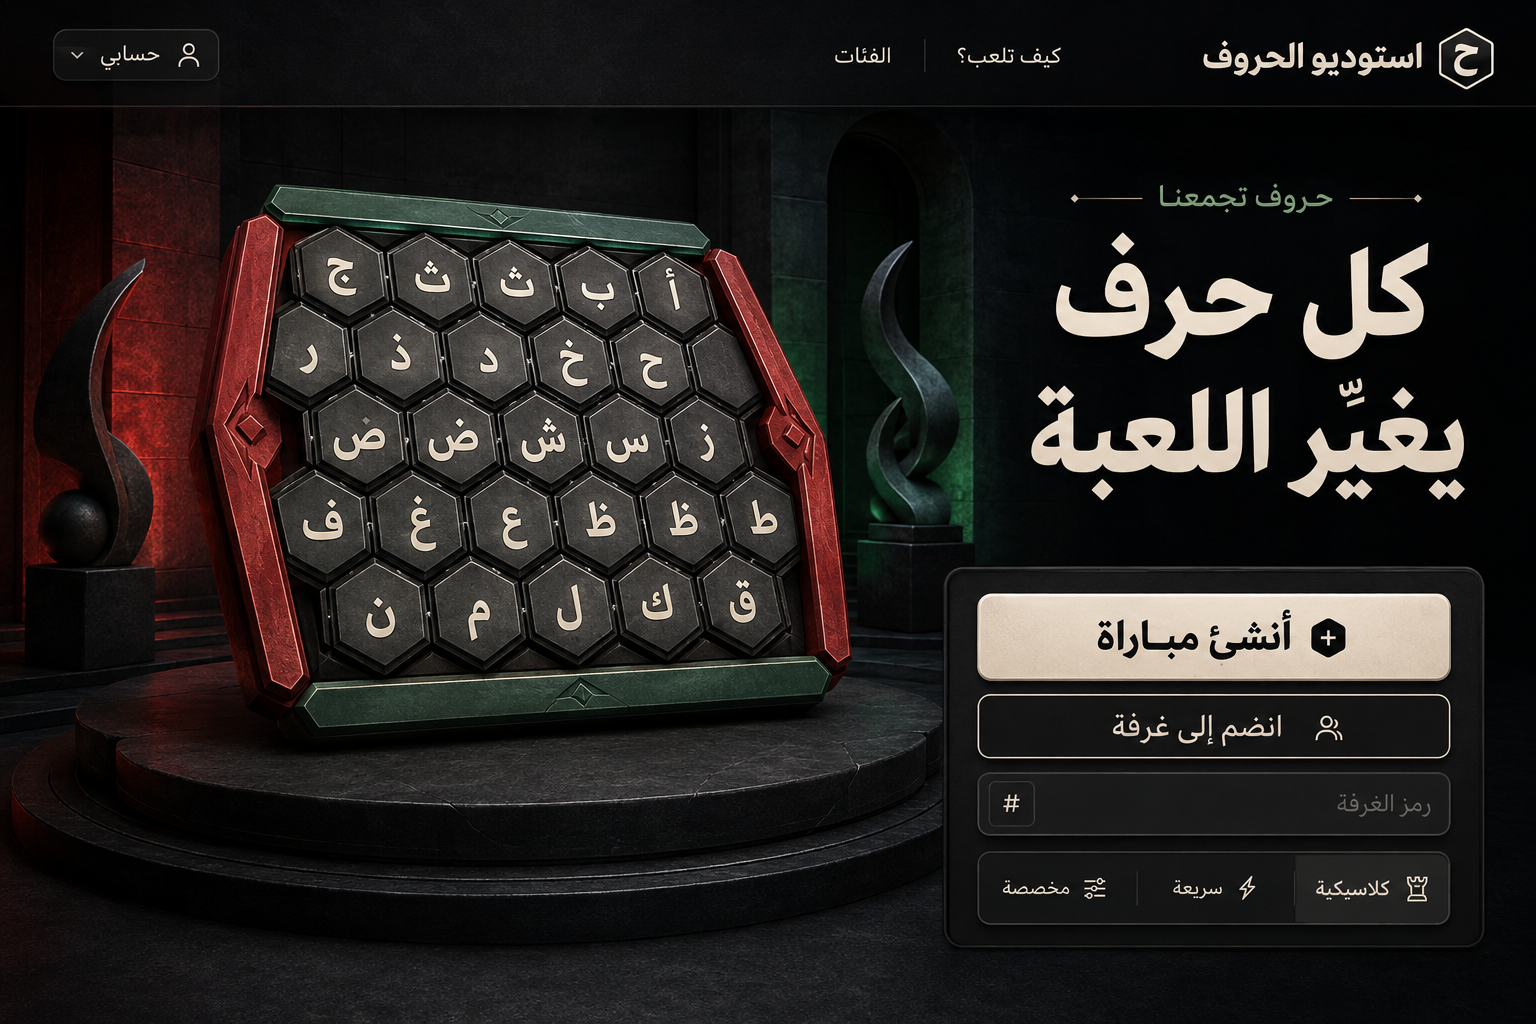 ح استوديو الحروف
كيف تلعب؟
الفئات
حسابي
حروف تجمعنا
كل حرف
يغيِّر اللعبة
أ ب ث ث ج
ح خ د ذ ر
ز س ش ض ض
ط ظ ظ ع غ ف
ق ك ل م ن
أنشئ مباراة
انضم إلى غرفة
رمز الغرفة #
كلاسيكية
سريعة
مخصصة